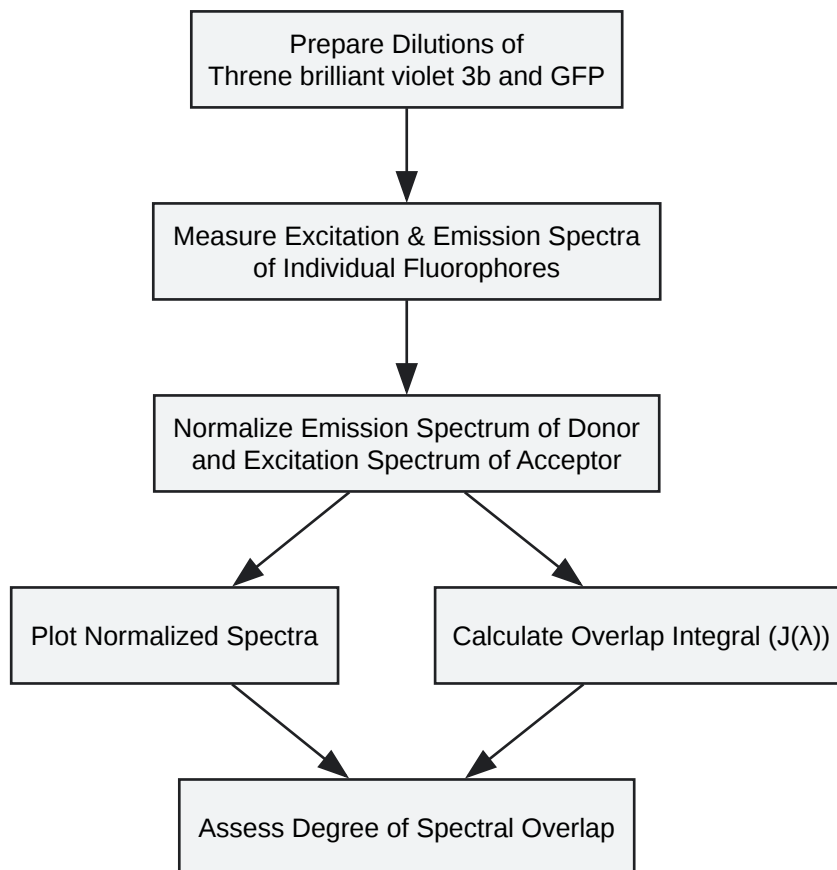 Prepare Dilutions of
Threne brilliant violet 3b and GFP
Measure Excitation & Emission Spectra
of Individual Fluorophores
Normalize Emission Spectrum of Donor
and Excitation Spectrum of Acceptor
Plot Normalized Spectra
Calculate Overlap Integral (J(λ))
Assess Degree of Spectral Overlap